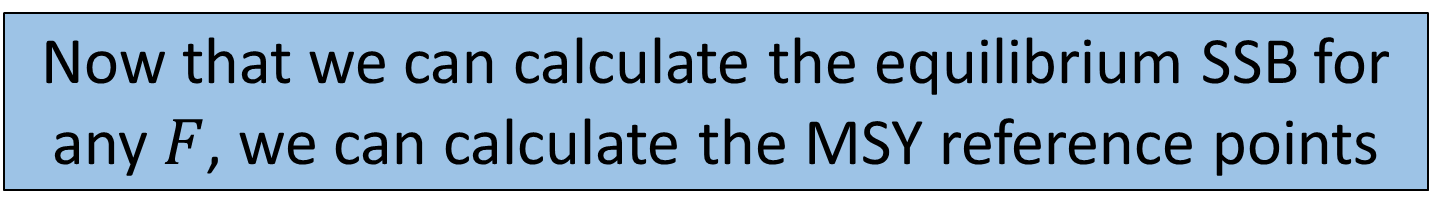 Now that we can calculate the equilibrium SSB for
any F, we can calculate the MSY reference points